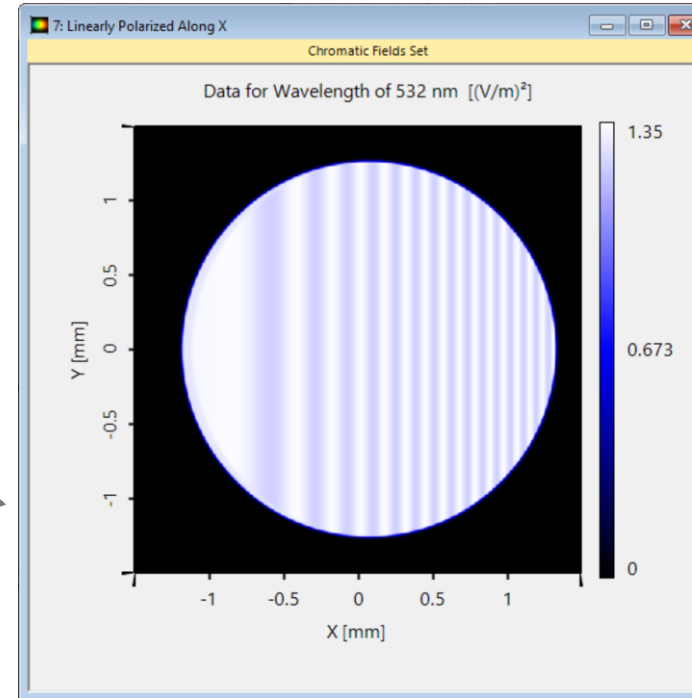 7: Linearly Polarized Along X
Chromatic Fields Set
Data for Wavelength of 532 nm  [(V/m)²]
1.35
0.673
0
Y [mm]
1
0.5
0
-0.5
-1
-1
-0.5
0
0.5
1
X [mm]